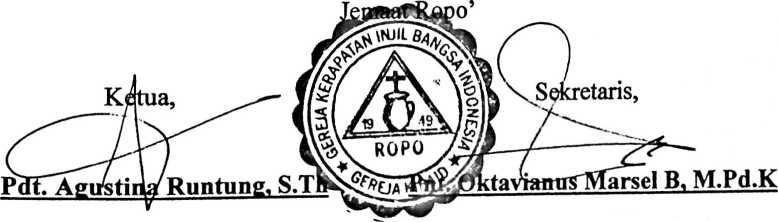 Jemaat Ropo'
Ketua,
Sekretaris,
GEREJA KERAPATAN INJIL BANGSA INDONESIA
19 49
ROPO
GEREJA
Pdt. Agustina Runtung, S.Th
Pnt. Oktavianus Marsel B, M.Pd.K